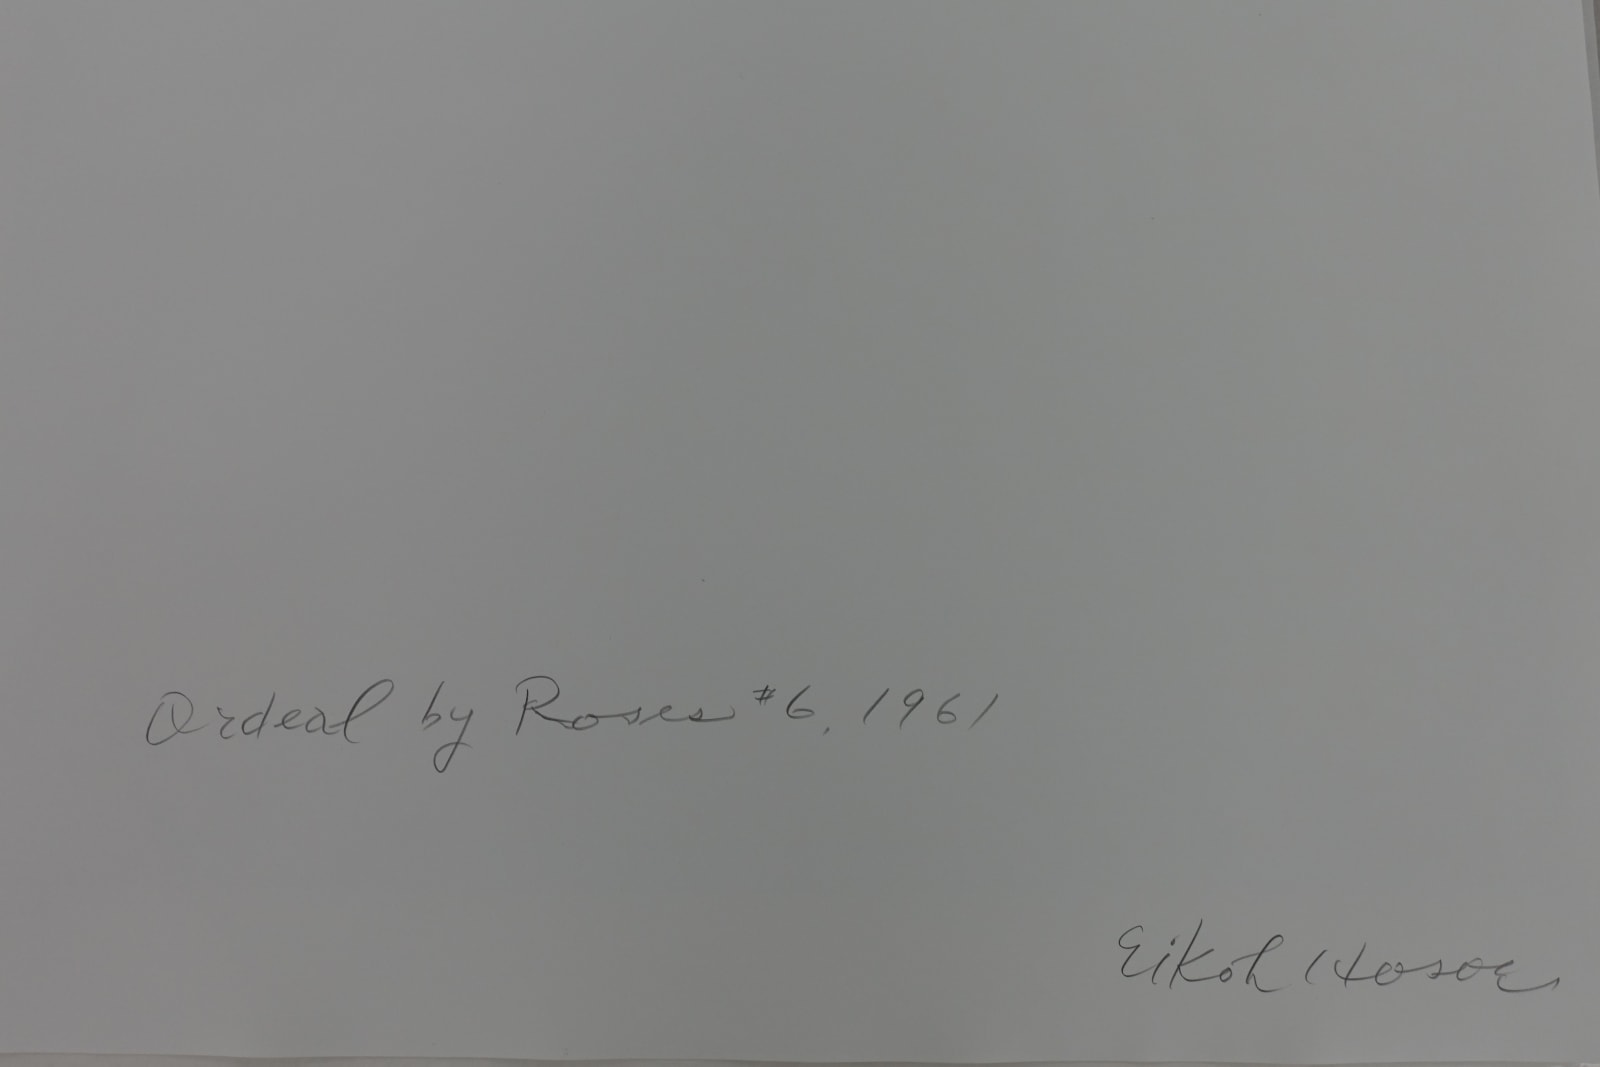 Ordeal by Roses #6, 1961
Eikoh Hosoe